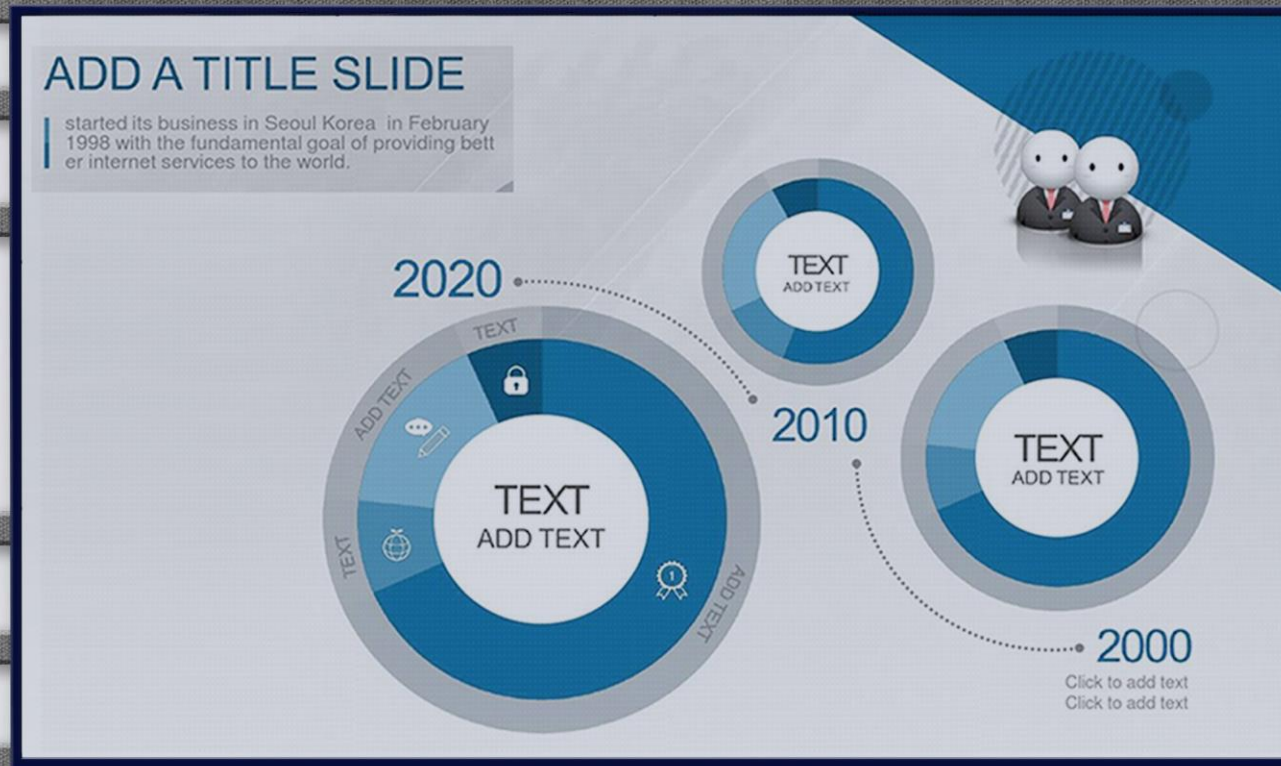 ADD A TITLE SLIDE
started its business in Seoul Korea in February
1998 with the fundamental goal of providing bett
er internet services to the world.
2020
TEXT
ADD TEXT
TEXT
ADD TEXT
TEXT
ADD TEXT
TEXT
ADD TEXT
1
2010
TEXT
ADD TEXT
2000
Click to add text
Click to add text